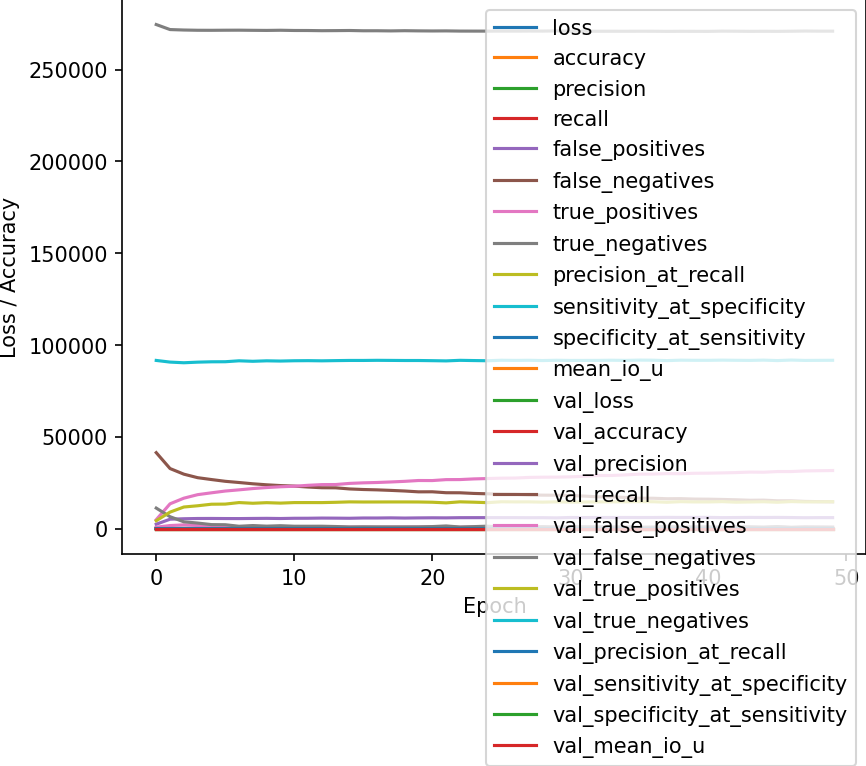 Loss / Accuracy
250000
200000
150000
100000
50000
0
0 10 20 30 40 50
Epoch
loss
accuracy
precision
recall
false_positives
false_negatives
true_positives
true_negatives
precision_at_recall
sensitivity_at_specificity
specificity_at_sensitivity
mean_io_u
val_loss
val_accuracy
val_precision
val_recall
val_false_positives
val_false_negatives
val_true_positives
val_true_negatives
val_precision_at_recall
val_sensitivity_at_specificity
val_specificity_at_sensitivity
val_mean_io_u